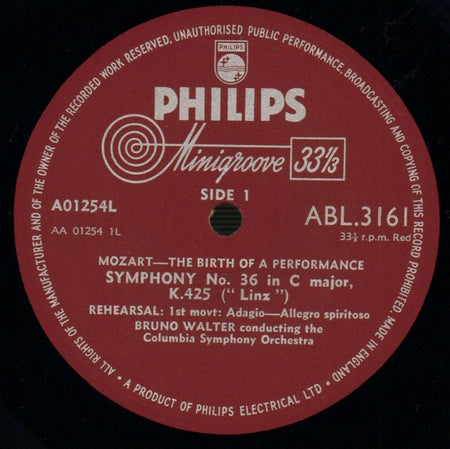 ALL RIGHTS OF THE MANUFACTURER AND OF THE OWNER OF THE RECORDED WORK RESERVED. UNAUTHORISED PUBLIC PERFORMANCE, BROADCASTING AND COPYING OF THIS RECORD PROHIBITED. MADE IN ENGLAND.
PHILIPS
PHILIPS
Minigroove 33⅓
SIDE 1
A01254L
ABL.3161
AA 01254 1L
33⅓ r.p.m. Red
MOZART—THE BIRTH OF A PERFORMANCE
SYMPHONY No. 36 in C major,
K.425 (“ Linz ”)
REHEARSAL: 1st movt: Adagio—Allegro spiritoso
BRUNO WALTER conducting the
Columbia Symphony Orchestra
• A PRODUCT OF PHILIPS ELECTRICAL LTD •